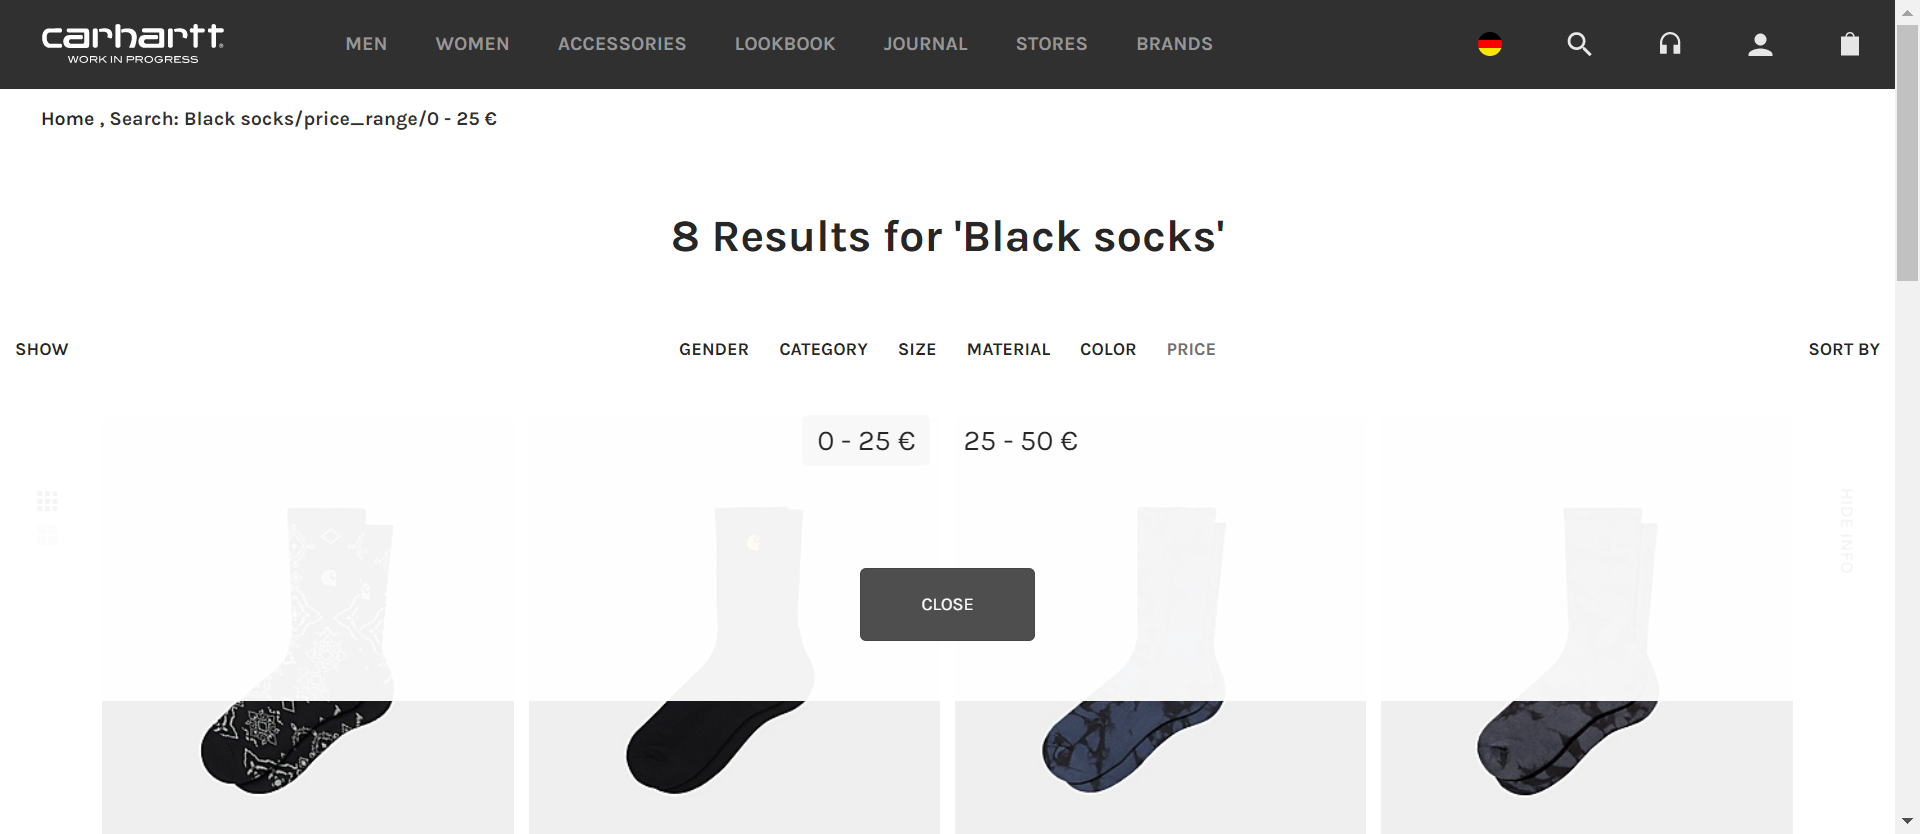 carhartt
WORK IN PROGRESS
MEN WOMEN ACCESSORIES LOOKBOOK JOURNAL STORES BRANDS
Home , Search: Black socks/price_range/0 - 25 €
8 Results for 'Black socks'
SHOW GENDER CATEGORY SIZE MATERIAL COLOR PRICE SORT BY
0 - 25 € 25 - 50 €
HIDE INFO
CLOSE